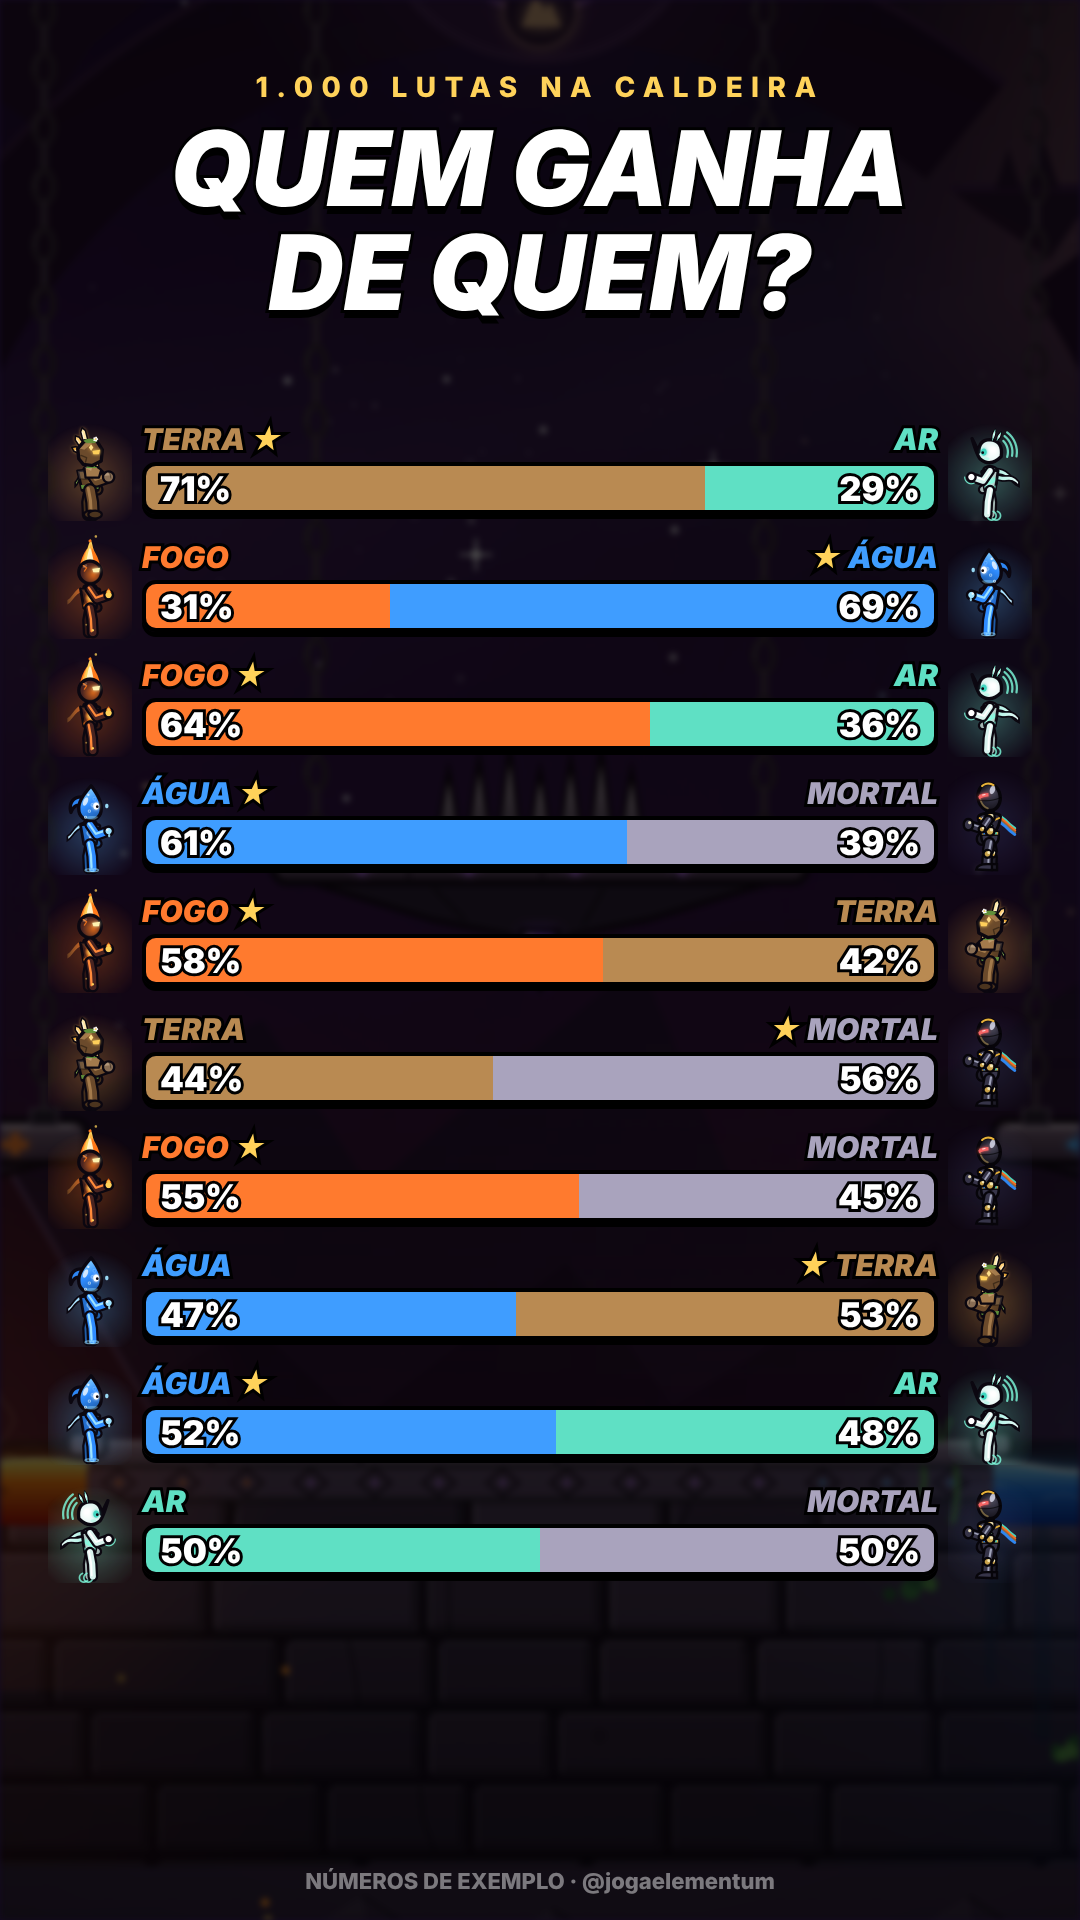 1.000 LUTAS NA CALDEIRA
QUEM GANHA
DE QUEM?
TERRA ★ AR
71% 29%
FOGO ★ ÁGUA
31% 69%
FOGO ★ AR
64% 36%
ÁGUA ★ MORTAL
61% 39%
FOGO ★ TERRA
58% 42%
TERRA ★ MORTAL
44% 56%
FOGO ★ MORTAL
55% 45%
ÁGUA ★ TERRA
47% 53%
ÁGUA ★ AR
52% 48%
AR MORTAL
50% 50%
NÚMEROS DE EXEMPLO · @jogaelementum